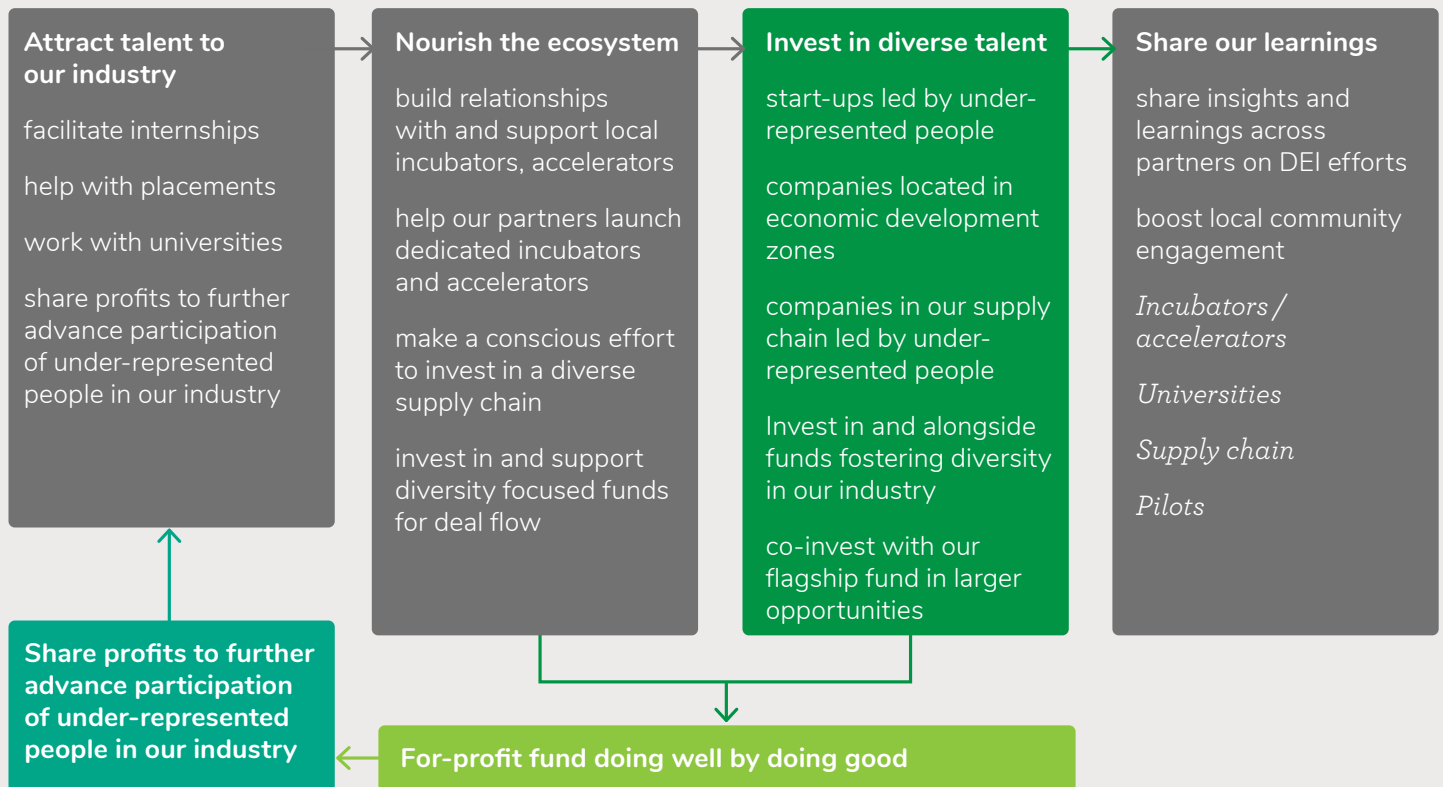 Attract talent to
our industry
facilitate internships
help with placements
work with universities
share profits to further
advance participation
of under-represented
people in our industry
Nourish the ecosystem
build relationships
with and support local
incubators, accelerators
help our partners launch
dedicated incubators
and accelerators
make a conscious effort
to invest in a diverse
supply chain
invest in and support
diversity focused funds
for deal flow
Invest in diverse talent
start-ups led by under-
represented people
companies located in
economic development
zones
companies in our supply
chain led by under-
represented people
Invest in and alongside
funds fostering diversity
in our industry
co-invest with our
flagship fund in larger
opportunities
Share our learnings
share insights and
learnings across
partners on DEI efforts
boost local community
engagement
Incubators /
accelerators
Universities
Supply chain
Pilots
Share profits to further
advance participation
of under-represented
people in our industry
For-profit fund doing well by doing good